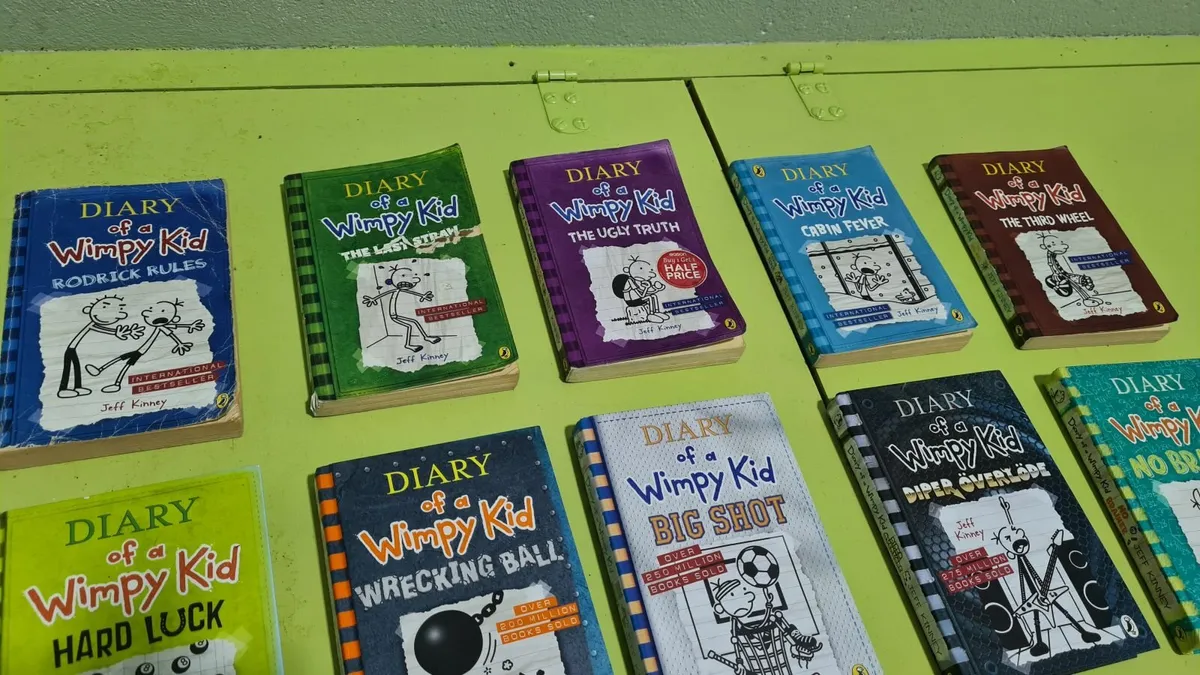 DIARY
of a
Wimpy Kid
RODRICK RULES
INTERNATIONAL
BESTSELLER
Jeff Kinney
DIARY
of a
Wimpy Kid
THE LAST STRAW
INTERNATIONAL
BESTSELLER
Jeff Kinney
DIARY
of a
Wimpy Kid
THE UGLY TRUTH
HALF
PRICE
INTERNATIONAL
BESTSELLER
Jeff Kinney
DIARY
of a
Wimpy Kid
CABIN FEVER
INTERNATIONAL
BESTSELLER
Jeff Kinney
DIARY
of a
Wimpy Kid
THE THIRD WHEEL
INTERNATIONAL
BESTSELLER
Jeff Kinney
DIARY
of a
Wimpy Kid
HARD LUCK
DIARY
of a
Wimpy Kid
WRECKING BALL
OVER
200 MILLION
BOOKS SOLD
DIARY
of a
Wimpy Kid
BIG SHOT
OVER
250 MILLION
BOOKS SOLD
DIARY
of a
Wimpy Kid
DIPER ÖVERLÖDE
Jeff
Kinney
OVER
275 MILLION
BOOKS SOLD
DIARY
of a
Wimpy K
NO BRA